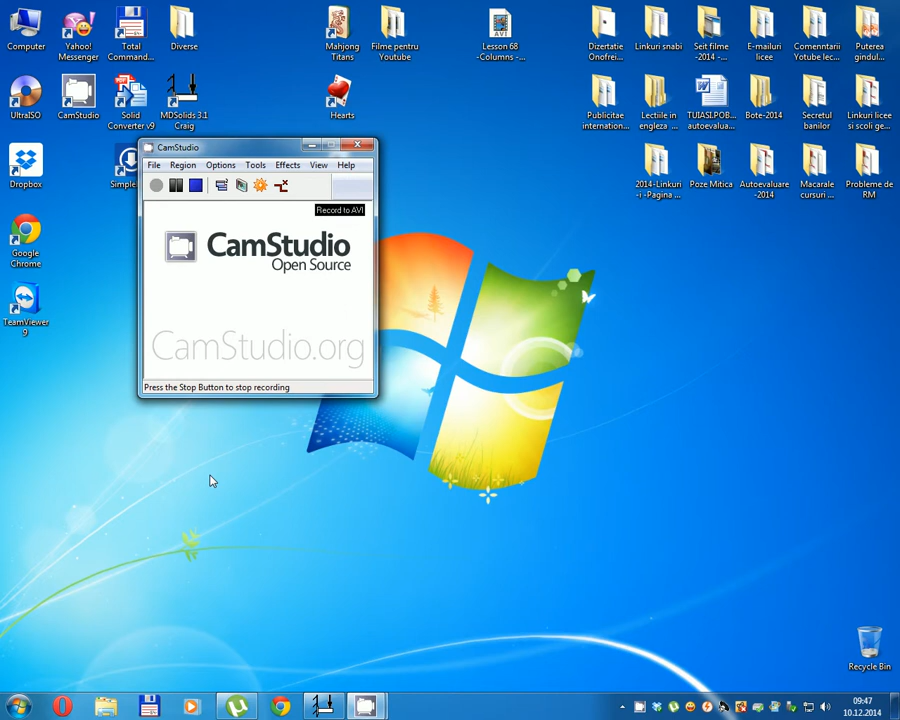 Computer
Yahoo!
Messenger
Total
Command...
Diverse
Mahjong
Titans
Filme pentru
Youtube
AVI
Lesson 68
-Columns -...
Dizertatie
Onofrei...
Linkuri snabi
Seit filme
-2014 -...
E-mailuri
licee
Comenntarii
Yotube lec...
Puterea
gindul...
UltraISO
CamStudio
PDF
Solid
Converter v9
MDSolids 3.1
Craig
Hearts
Publicitate
internation...
Lectiile in
engleza ...
TUIASI.POB...
autoevalua...
Bote-2014
Secretul
banilor
Linkuri licee
si scoli ge...
Dropbox
2014-Linkuri
-i -Pagina ...
Poze Mitica
Autoevaluare
-2014
Macarale
cursuri ...
Probleme de
RM
Google
Chrome
TeamViewer
9
CamStudio
File Region Options Tools Effects View Help
Record to AVI
CamStudio
Open Source
CamStudio.org
Press the Stop Button to stop recording
Recycle Bin
09:47
10.12.2014